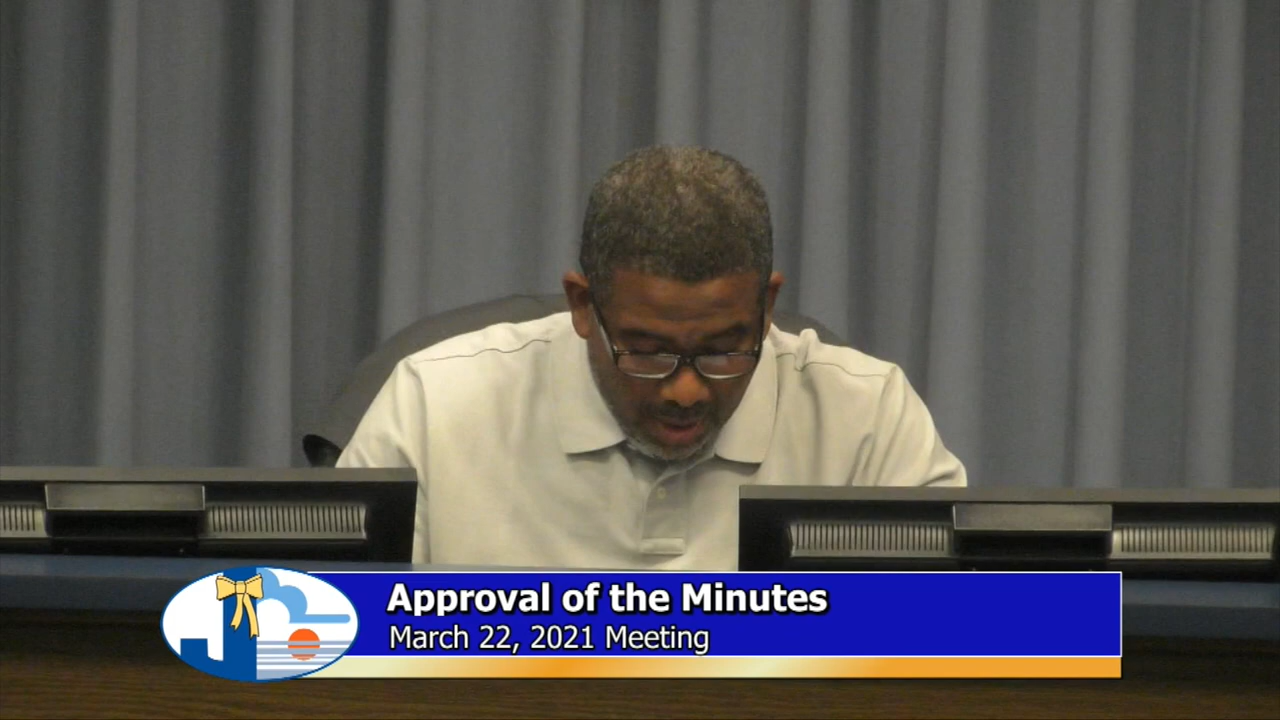 Approval of the Minutes
March 22, 2021 Meeting